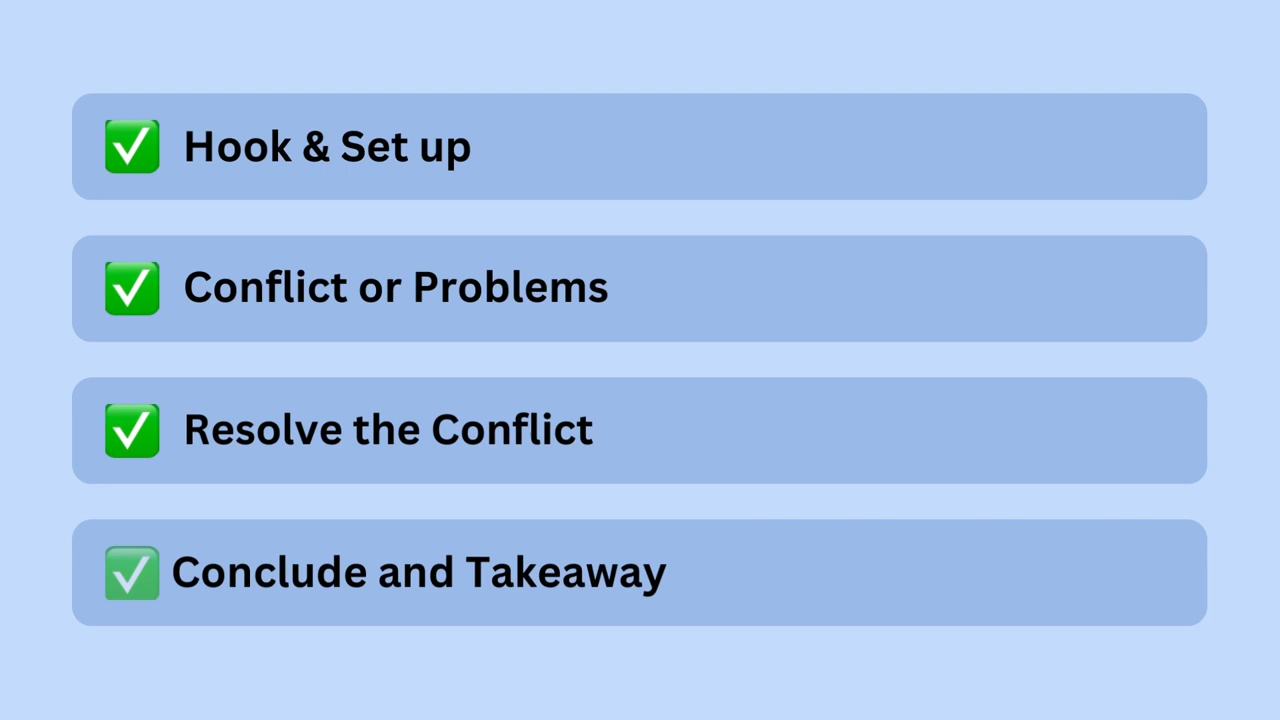 ✅ Hook & Set up
✅ Conflict or Problems
✅ Resolve the Conflict
✅ Conclude and Takeaway